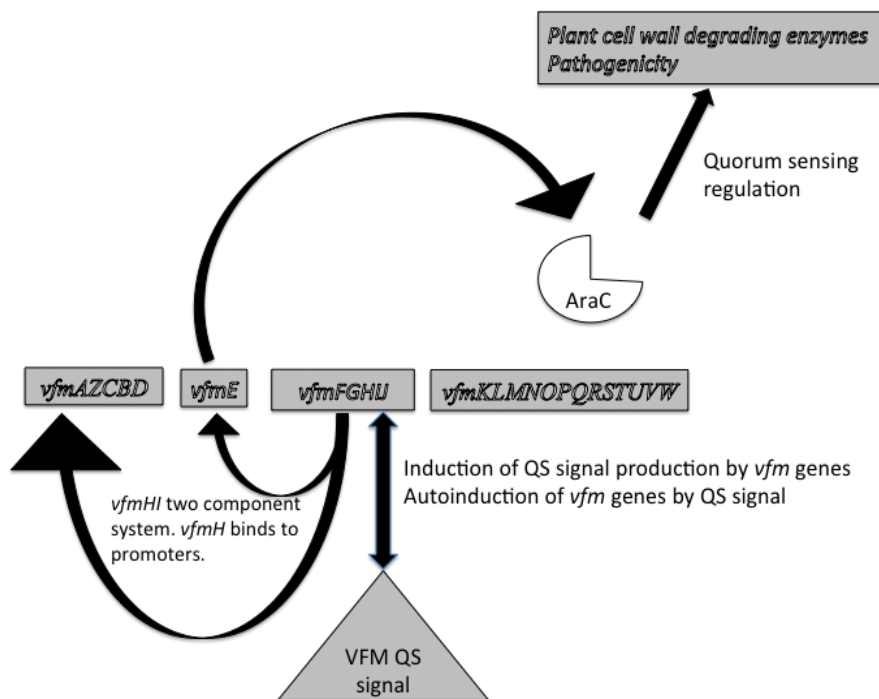 Plant cell wall degrading enzymes
Pathogenicity
Quorum sensing
regulation
AraC
vfmAZCBD
vfmE
vfmFGHIJ
vfmKLMNOPQRSTUVW
Induction of QS signal production by vfm genes
Autoinduction of vfm genes by QS signal
vfmHI two component
system. vfmH binds to
promoters.
VFM QS
signal